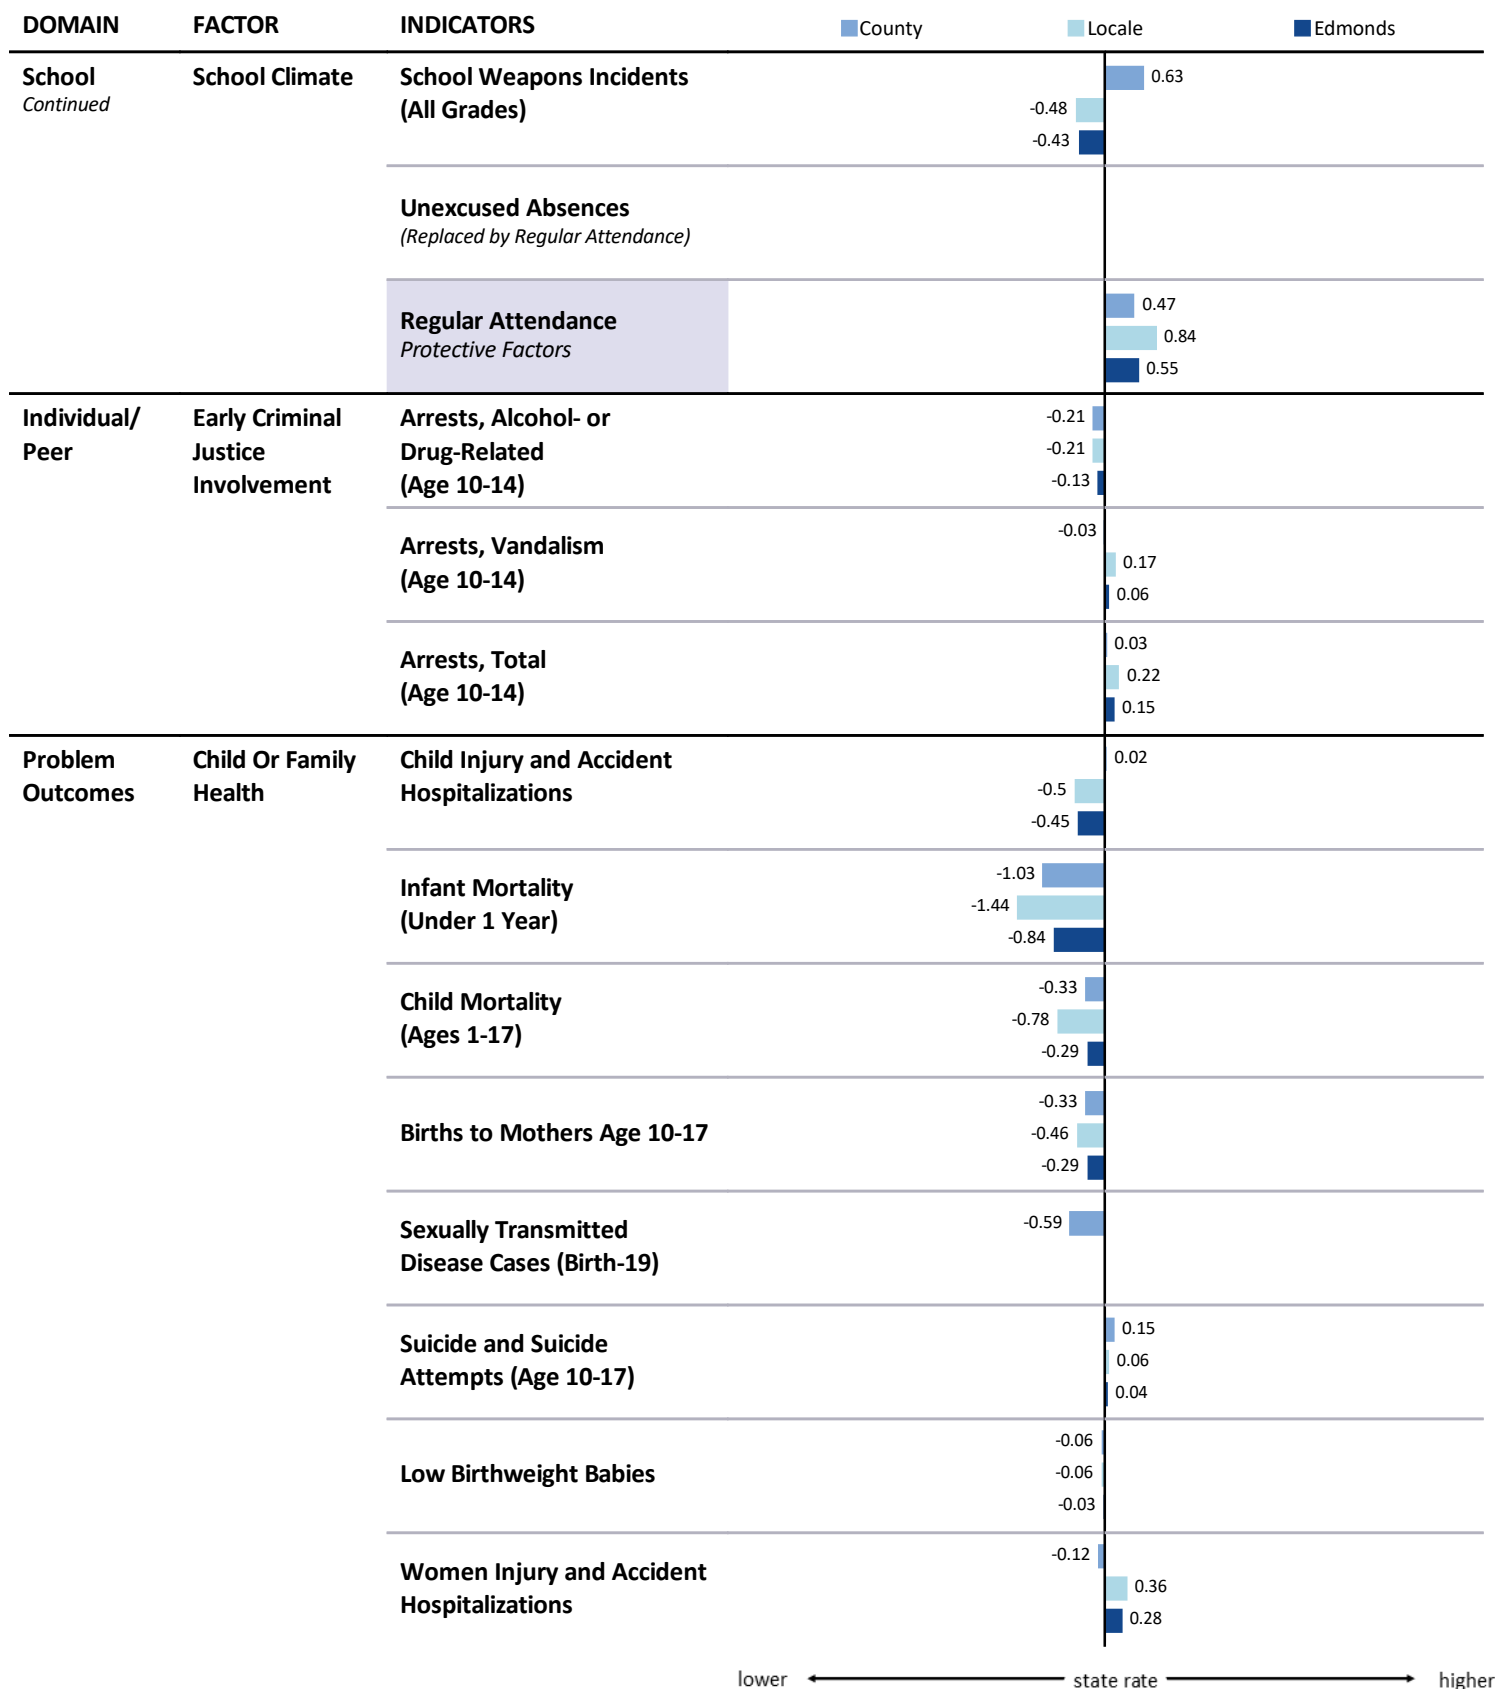 DOMAIN FACTOR INDICATORS County Locale Edmonds
School School Climate School Weapons Incidents 0.63
Continued
(All Grades) -0.48
-0.43
Unexcused Absences
(Replaced by Regular Attendance)
0.47
Regular Attendance 0.84
Protective Factors
0.55
Individual/ Early Criminal Arrests, Alcohol- or -0.21
Peer Justice Drug-Related -0.21
Involvement (Age 10-14) -0.13
-0.03
Arrests, Vandalism 0.17
(Age 10-14) 0.06
0.03
Arrests, Total 0.22
(Age 10-14) 0.15
Problem Child Or Family Child Injury and Accident 0.02
Outcomes Health Hospitalizations -0.5
-0.45
-1.03
Infant Mortality -1.44
(Under 1 Year) -0.84
-0.33
Child Mortality -0.78
(Ages 1-17) -0.29
-0.33
Births to Mothers Age 10-17 -0.46
-0.29
Sexually Transmitted -0.59
Disease Cases (Birth-19)
0.15
Suicide and Suicide 0.06
Attempts (Age 10-17) 0.04
-0.06
Low Birthweight Babies -0.06
-0.03
-0.12
Women Injury and Accident 0.36
Hospitalizations 0.28
lower state rate higher